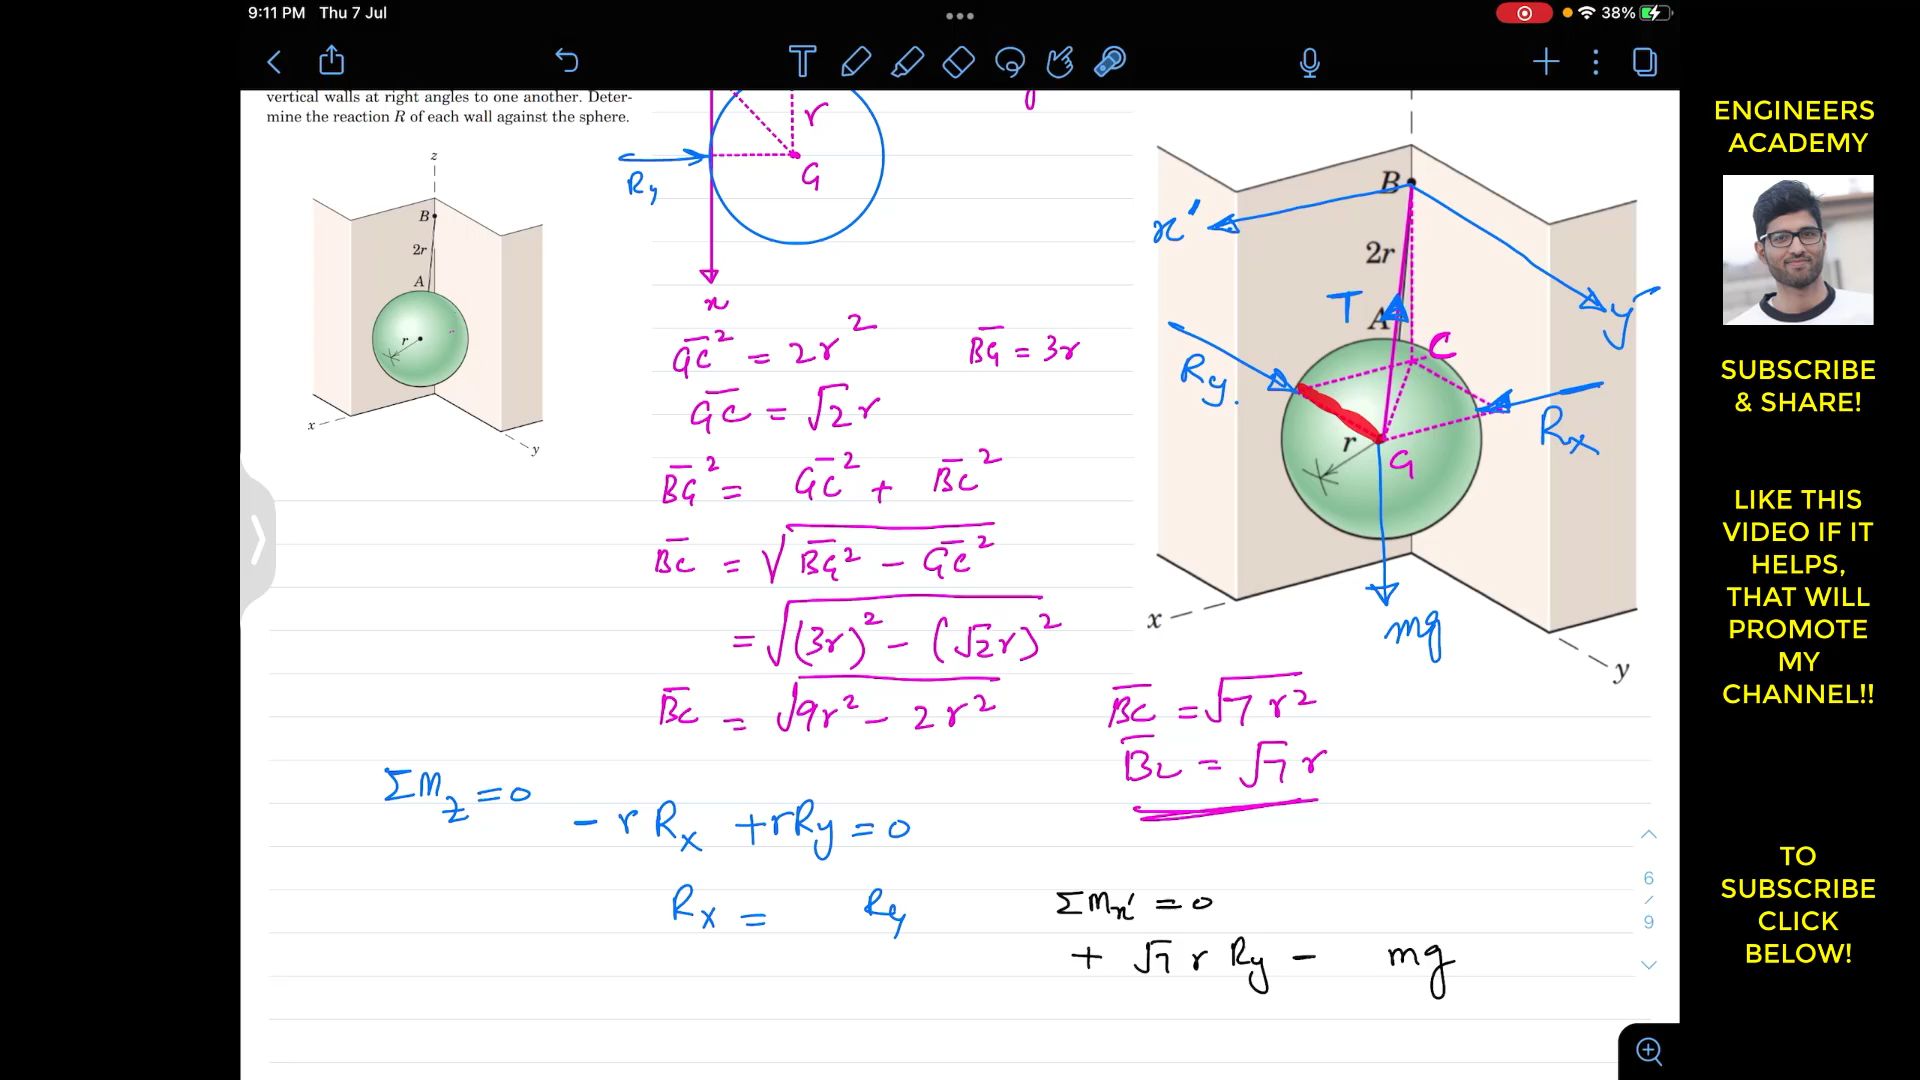 9:11 PM Thu 7 Jul
38%
vertical walls at right angles to one another. Deter-
mine the reaction R of each wall against the sphere.
z
B
2r
A
r
x
y
r
G
Ry
x
GC² = 2r²
BG = 3r
GC = √2 r
BG² = GC² + BC²
BC = √BG² - GC²
= √(3r)² - (√2r)²
BC = √9r² - 2r²
BC = √7r²
BC = √7 r
ΣMz = 0
- r Rx + rRy = 0
Rx = Ry
ΣMx' = 0
+ √7 r Ry - mg
B
x'
2r
T
A
y'
C
Ry
Rx
r
G
mg
x
y
6
9
ENGINEERS
ACADEMY
SUBSCRIBE
& SHARE!
LIKE THIS
VIDEO IF IT
HELPS,
THAT WILL
PROMOTE
MY
CHANNEL!!
TO
SUBSCRIBE
CLICK
BELOW!